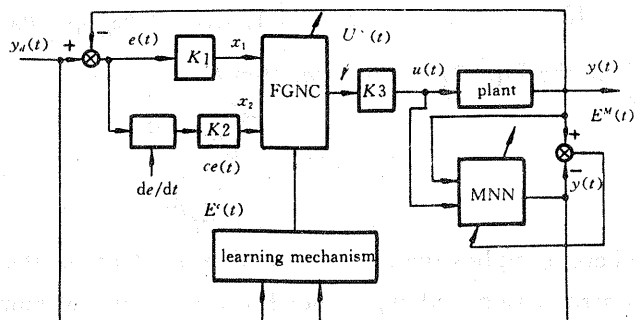 y_d(t)
+
−
e(t)
K1
x_1
FGNC
U`(t)
K3
u(t)
plant
y(t)
E^M(t)
x_2
K2
ce(t)
de/dt
MNN
+
−
y(t)
E^c(t)
learning mechanism